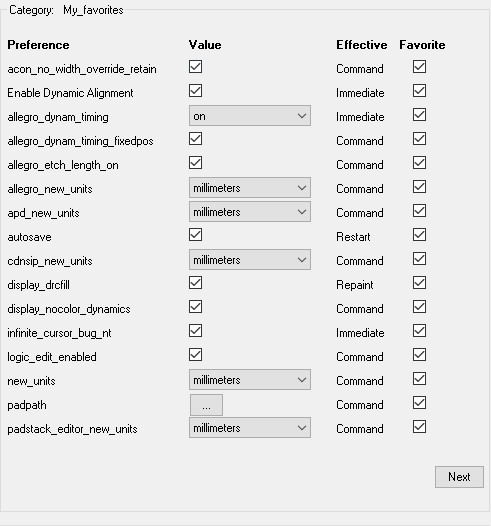 Category: My_favorites
Preference Value Effective Favorite
acon_no_width_override_retain Command
Enable Dynamic Alignment Immediate
allegro_dynam_timing on Immediate
allegro_dynam_timing_fixedpos Command
allegro_etch_length_on Command
allegro_new_units millimeters Command
apd_new_units millimeters Command
autosave Restart
cdnsip_new_units millimeters Command
display_drcfill Repaint
display_nocolor_dynamics Command
infinite_cursor_bug_nt Immediate
logic_edit_enabled Command
new_units millimeters Command
padpath ... Command
padstack_editor_new_units millimeters Command
Next